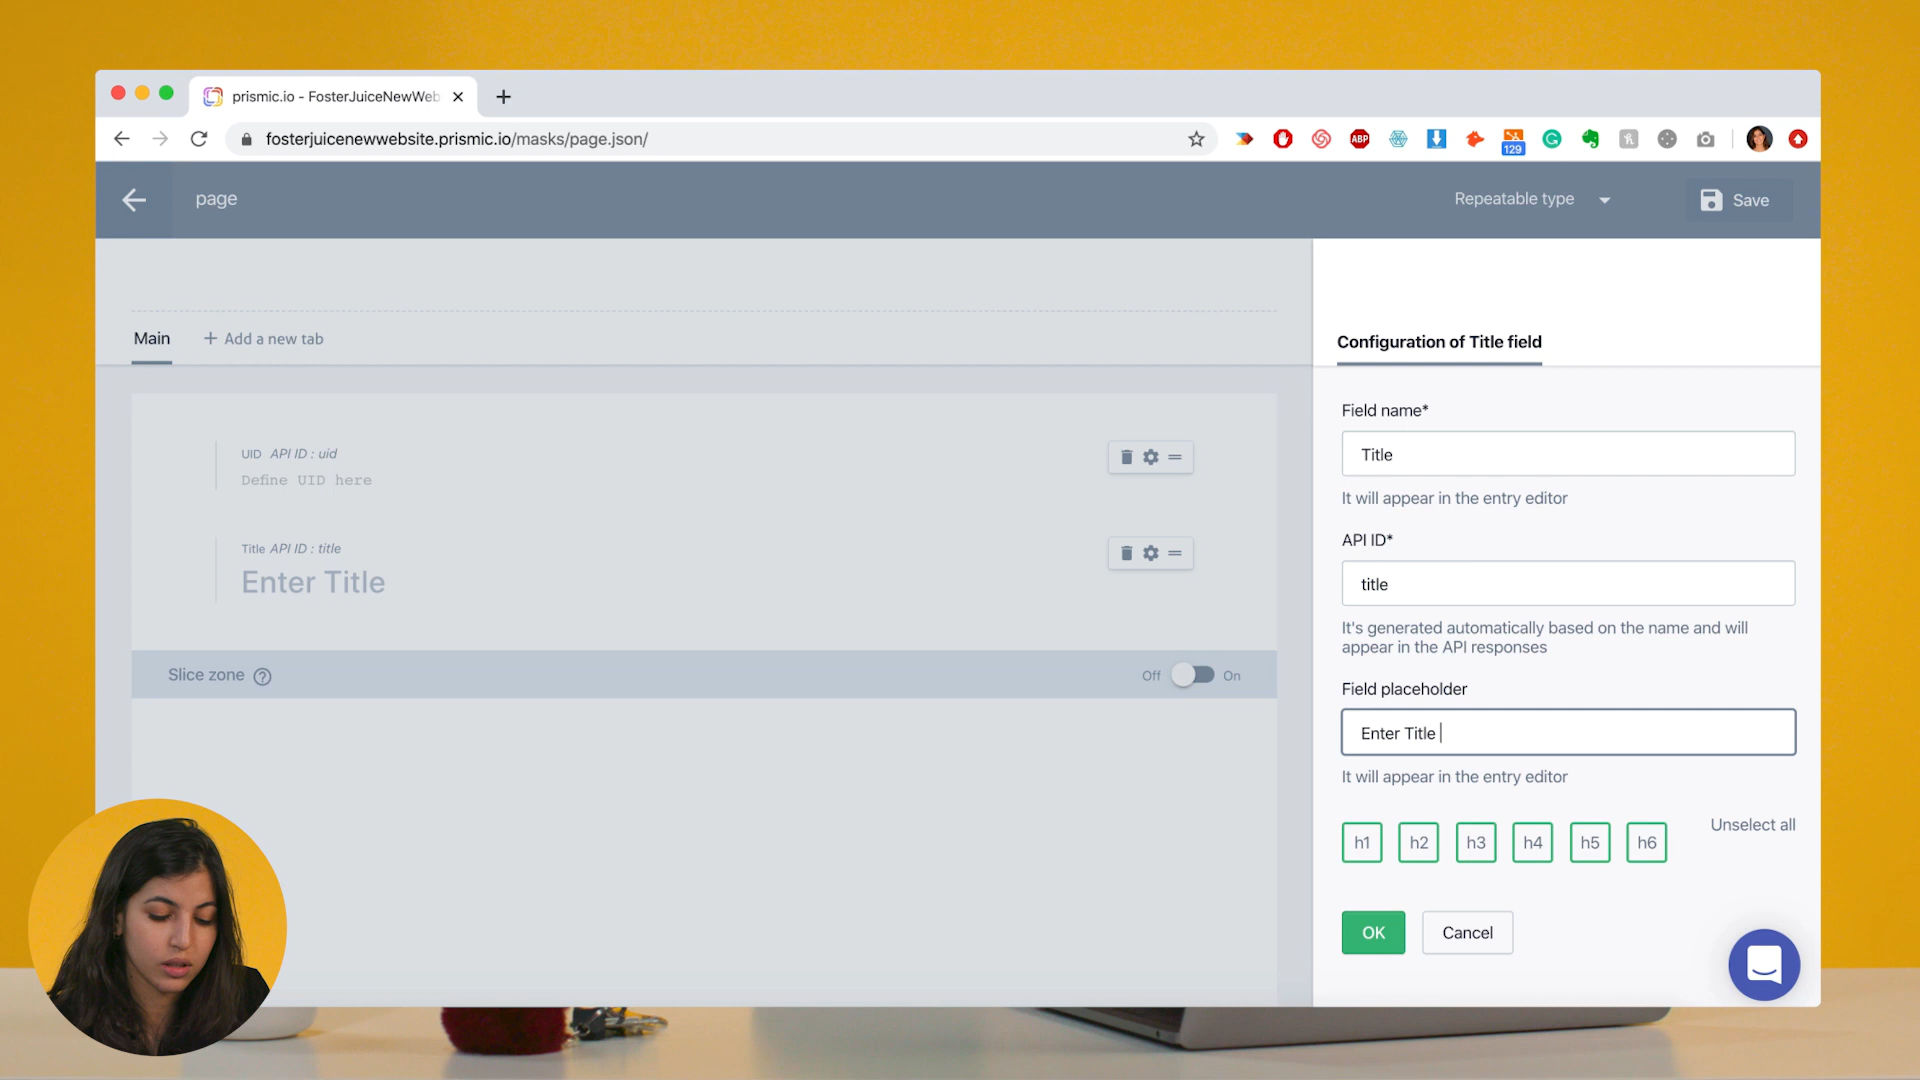 prismic.io - FosterJuiceNewWeb
fosterjuicenewwebsite.prismic.io/masks/page.json/
ABP
129
page
Repeatable type
Save
Main
+ Add a new tab
Configuration of Title field
UID API ID : uid
Define UID here
Title API ID : title
Enter Title
Slice zone ?
Off
On
Field name*
Title
It will appear in the entry editor
API ID*
title
It's generated automatically based on the name and will
appear in the API responses
Field placeholder
Enter Title
It will appear in the entry editor
Unselect all
h1 h2 h3 h4 h5 h6
OK
Cancel